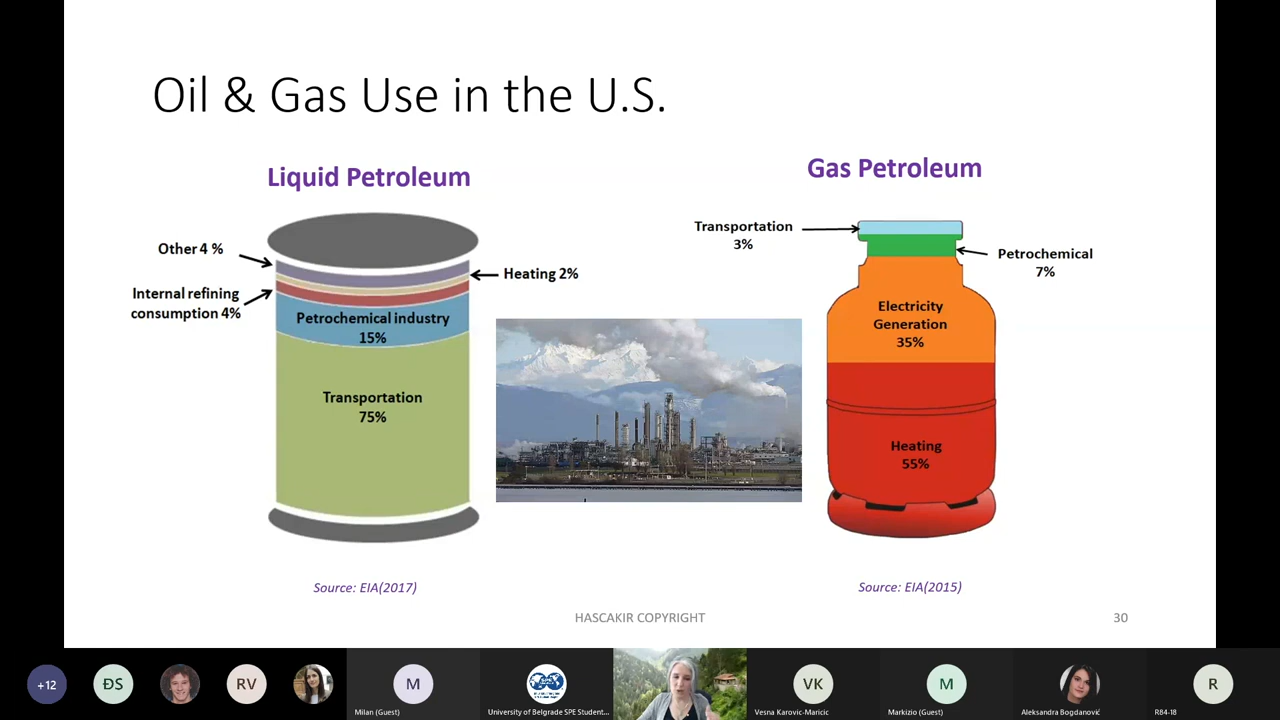 Oil & Gas Use in the U.S.
Liquid Petroleum
Other 4 %
Internal refining
consumption 4%
Heating 2%
Petrochemical industry
15%
Transportation
75%
Source: EIA(2017)
Gas Petroleum
Transportation
3%
Petrochemical
7%
Electricity
Generation
35%
Heating
55%
Source: EIA(2015)
HASCAKIR COPYRIGHT
30
+12
ĐS
RV
M
Milan (Guest)
University of Belgrade SPE Student...
VK
Vesna Karovic-Maricic
M
Markizio (Guest)
Aleksandra Bogdanović
R
R84-18